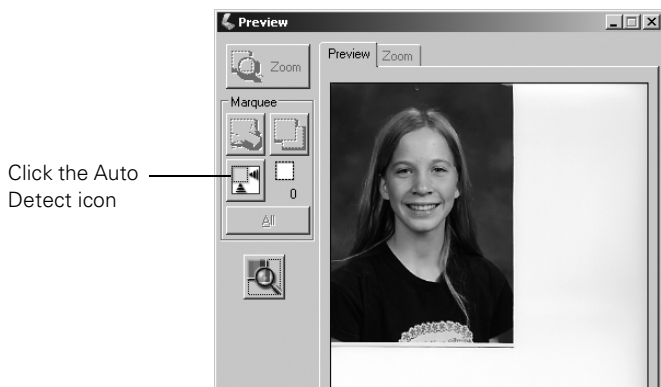 Preview
Zoom
Preview
Zoom
Marquee
Click the Auto
Detect icon
0
All